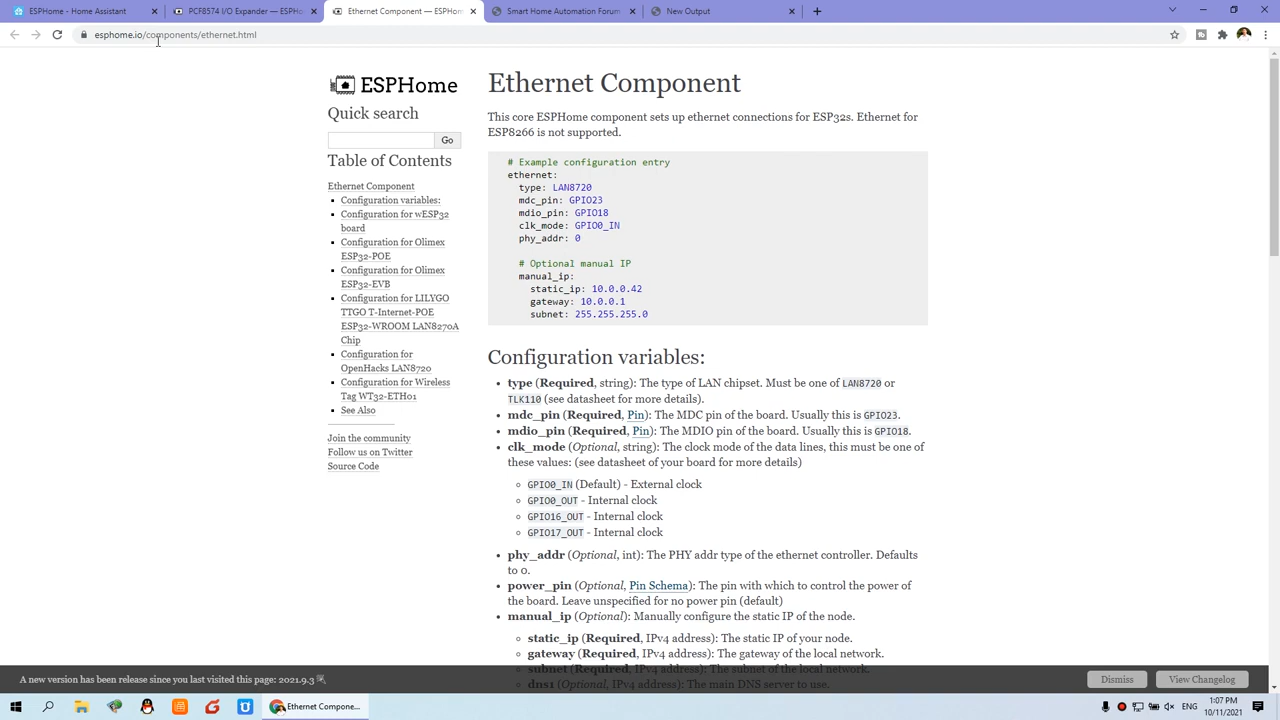 ESPHome - Home Assistant
PCF8574 I/O Expander — ESPHo
Ethernet Component — ESPHome
Smart Home Automation Forum
New Output
esphome.io/components/ethernet.html
ESPHome
Quick search
Go
Table of Contents
Ethernet Component
Configuration variables:
Configuration for wESP32
board
Configuration for Olimex
ESP32-POE
Configuration for Olimex
ESP32-EVB
Configuration for LILYGO
TTGO T-Internet-POE
ESP32-WROOM LAN8270A
Chip
Configuration for
OpenHacks LAN8720
Configuration for Wireless
Tag WT32-ETH01
See Also
Join the community
Follow us on Twitter
Source Code
Ethernet Component
This core ESPHome component sets up ethernet connections for ESP32s. Ethernet for
ESP8266 is not supported.
# Example configuration entry
ethernet:
  type: LAN8720
  mdc_pin: GPIO23
  mdio_pin: GPIO18
  clk_mode: GPIO0_IN
  phy_addr: 0
  # Optional manual IP
  manual_ip:
    static_ip: 10.0.0.42
    gateway: 10.0.0.1
    subnet: 255.255.255.0
Configuration variables:
type (Required, string): The type of LAN chipset. Must be one of LAN8720 or
TLK110 (see datasheet for more details).
mdc_pin (Required, Pin): The MDC pin of the board. Usually this is GPIO23.
mdio_pin (Required, Pin): The MDIO pin of the board. Usually this is GPIO18.
clk_mode (Optional, string): The clock mode of the data lines, this must be one of
these values: (see datasheet of your board for more details)
GPIO0_IN (Default) - External clock
GPIO0_OUT - Internal clock
GPIO16_OUT - Internal clock
GPIO17_OUT - Internal clock
phy_addr (Optional, int): The PHY addr type of the ethernet controller. Defaults
to 0.
power_pin (Optional, Pin Schema): The pin with which to control the power of
the board. Leave unspecified for no power pin (default)
manual_ip (Optional): Manually configure the static IP of the node.
static_ip (Required, IPv4 address): The static IP of your node.
gateway (Required, IPv4 address): The gateway of the local network.
subnet (Required, IPv4 address): The subnet of the local network.
dns1 (Optional, IPv4 address): The main DNS server to use.
A new version has been release since you last visited this page: 2021.9.3
Dismiss
View Changelog
Ethernet Compone...
ENG
1:07 PM
10/11/2021